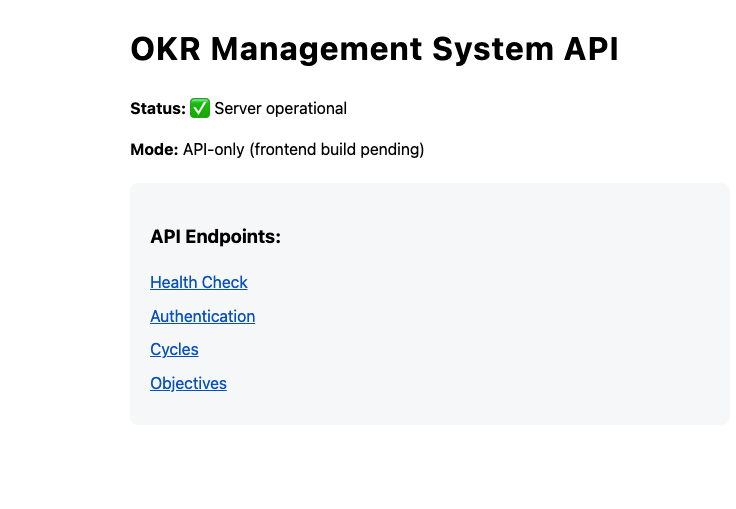 OKR Management System API
Status: ✅ Server operational
Mode: API-only (frontend build pending)
API Endpoints:
Health Check
Authentication
Cycles
Objectives